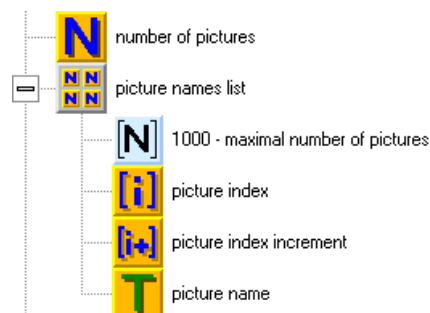 N number of pictures
N N
N N picture names list
[N] 1000 - maximal number of pictures
[i] picture index
[i+] picture index increment
T picture name